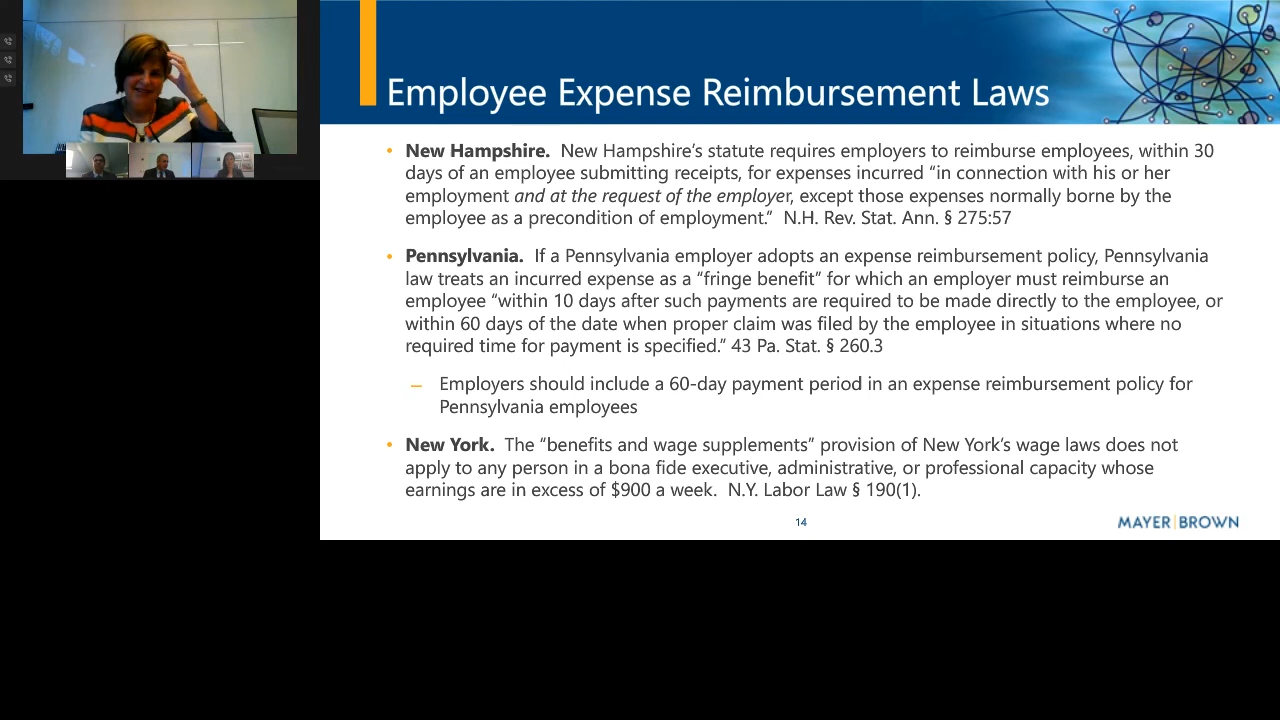 Employee Expense Reimbursement Laws
• New Hampshire. New Hampshire’s statute requires employers to reimburse employees, within 30
days of an employee submitting receipts, for expenses incurred “in connection with his or her
employment and at the request of the employer, except those expenses normally borne by the
employee as a precondition of employment.” N.H. Rev. Stat. Ann. § 275:57
• Pennsylvania. If a Pennsylvania employer adopts an expense reimbursement policy, Pennsylvania
law treats an incurred expense as a “fringe benefit” for which an employer must reimburse an
employee “within 10 days after such payments are required to be made directly to the employee, or
within 60 days of the date when proper claim was filed by the employee in situations where no
required time for payment is specified.” 43 Pa. Stat. § 260.3
– Employers should include a 60-day payment period in an expense reimbursement policy for
Pennsylvania employees
• New York. The “benefits and wage supplements” provision of New York’s wage laws does not
apply to any person in a bona fide executive, administrative, or professional capacity whose
earnings are in excess of $900 a week. N.Y. Labor Law § 190(1).
14
MAYER|BROWN